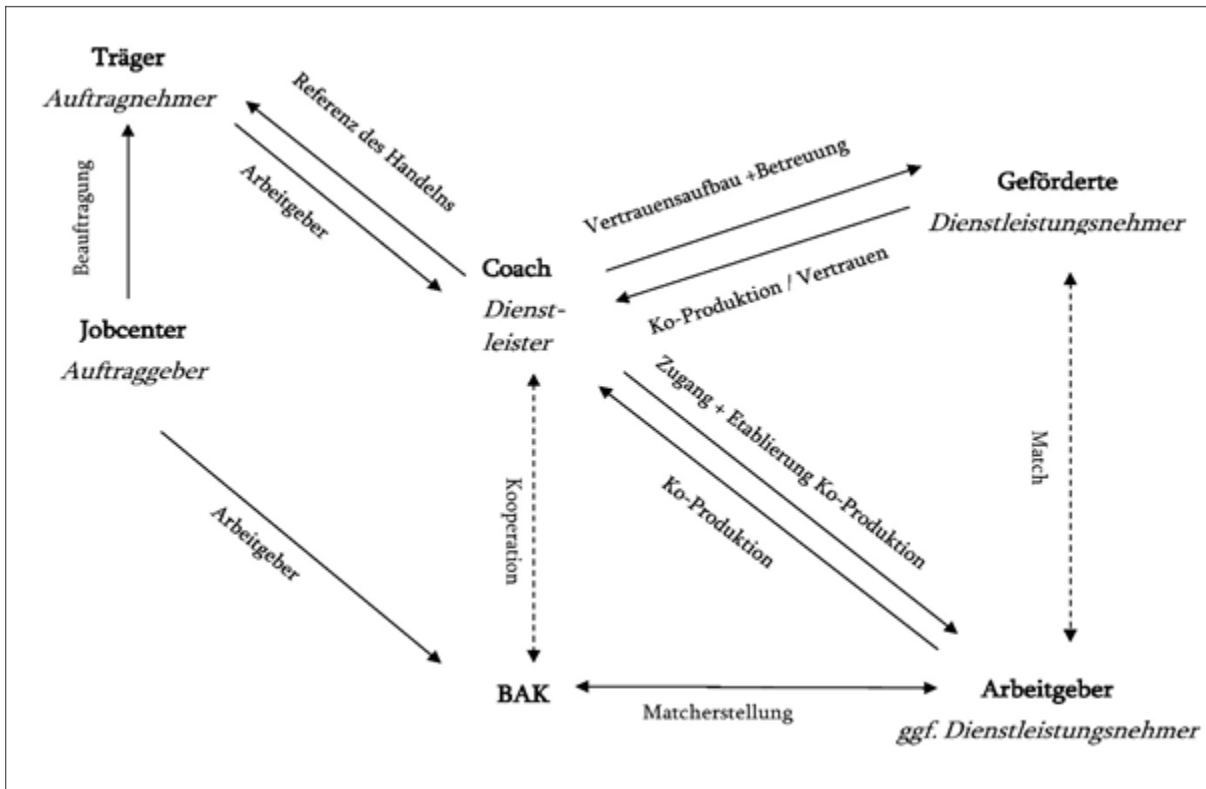 Träger
Auftragnehmer
Referenz des Handelns
Arbeitgeber
Beauftragung
Vertrauensaufbau +Betreuung
Geförderte
Dienstleistungsnehmer
Ko-Produktion / Vertrauen
Coach
Dienst-
leister
Jobcenter
Auftraggeber
Zugang + Etablierung Ko-Produktion
Ko-Produktion
Match
Kooperation
Arbeitgeber
BAK
Matcherstellung
Arbeitgeber
ggf. Dienstleistungsnehmer